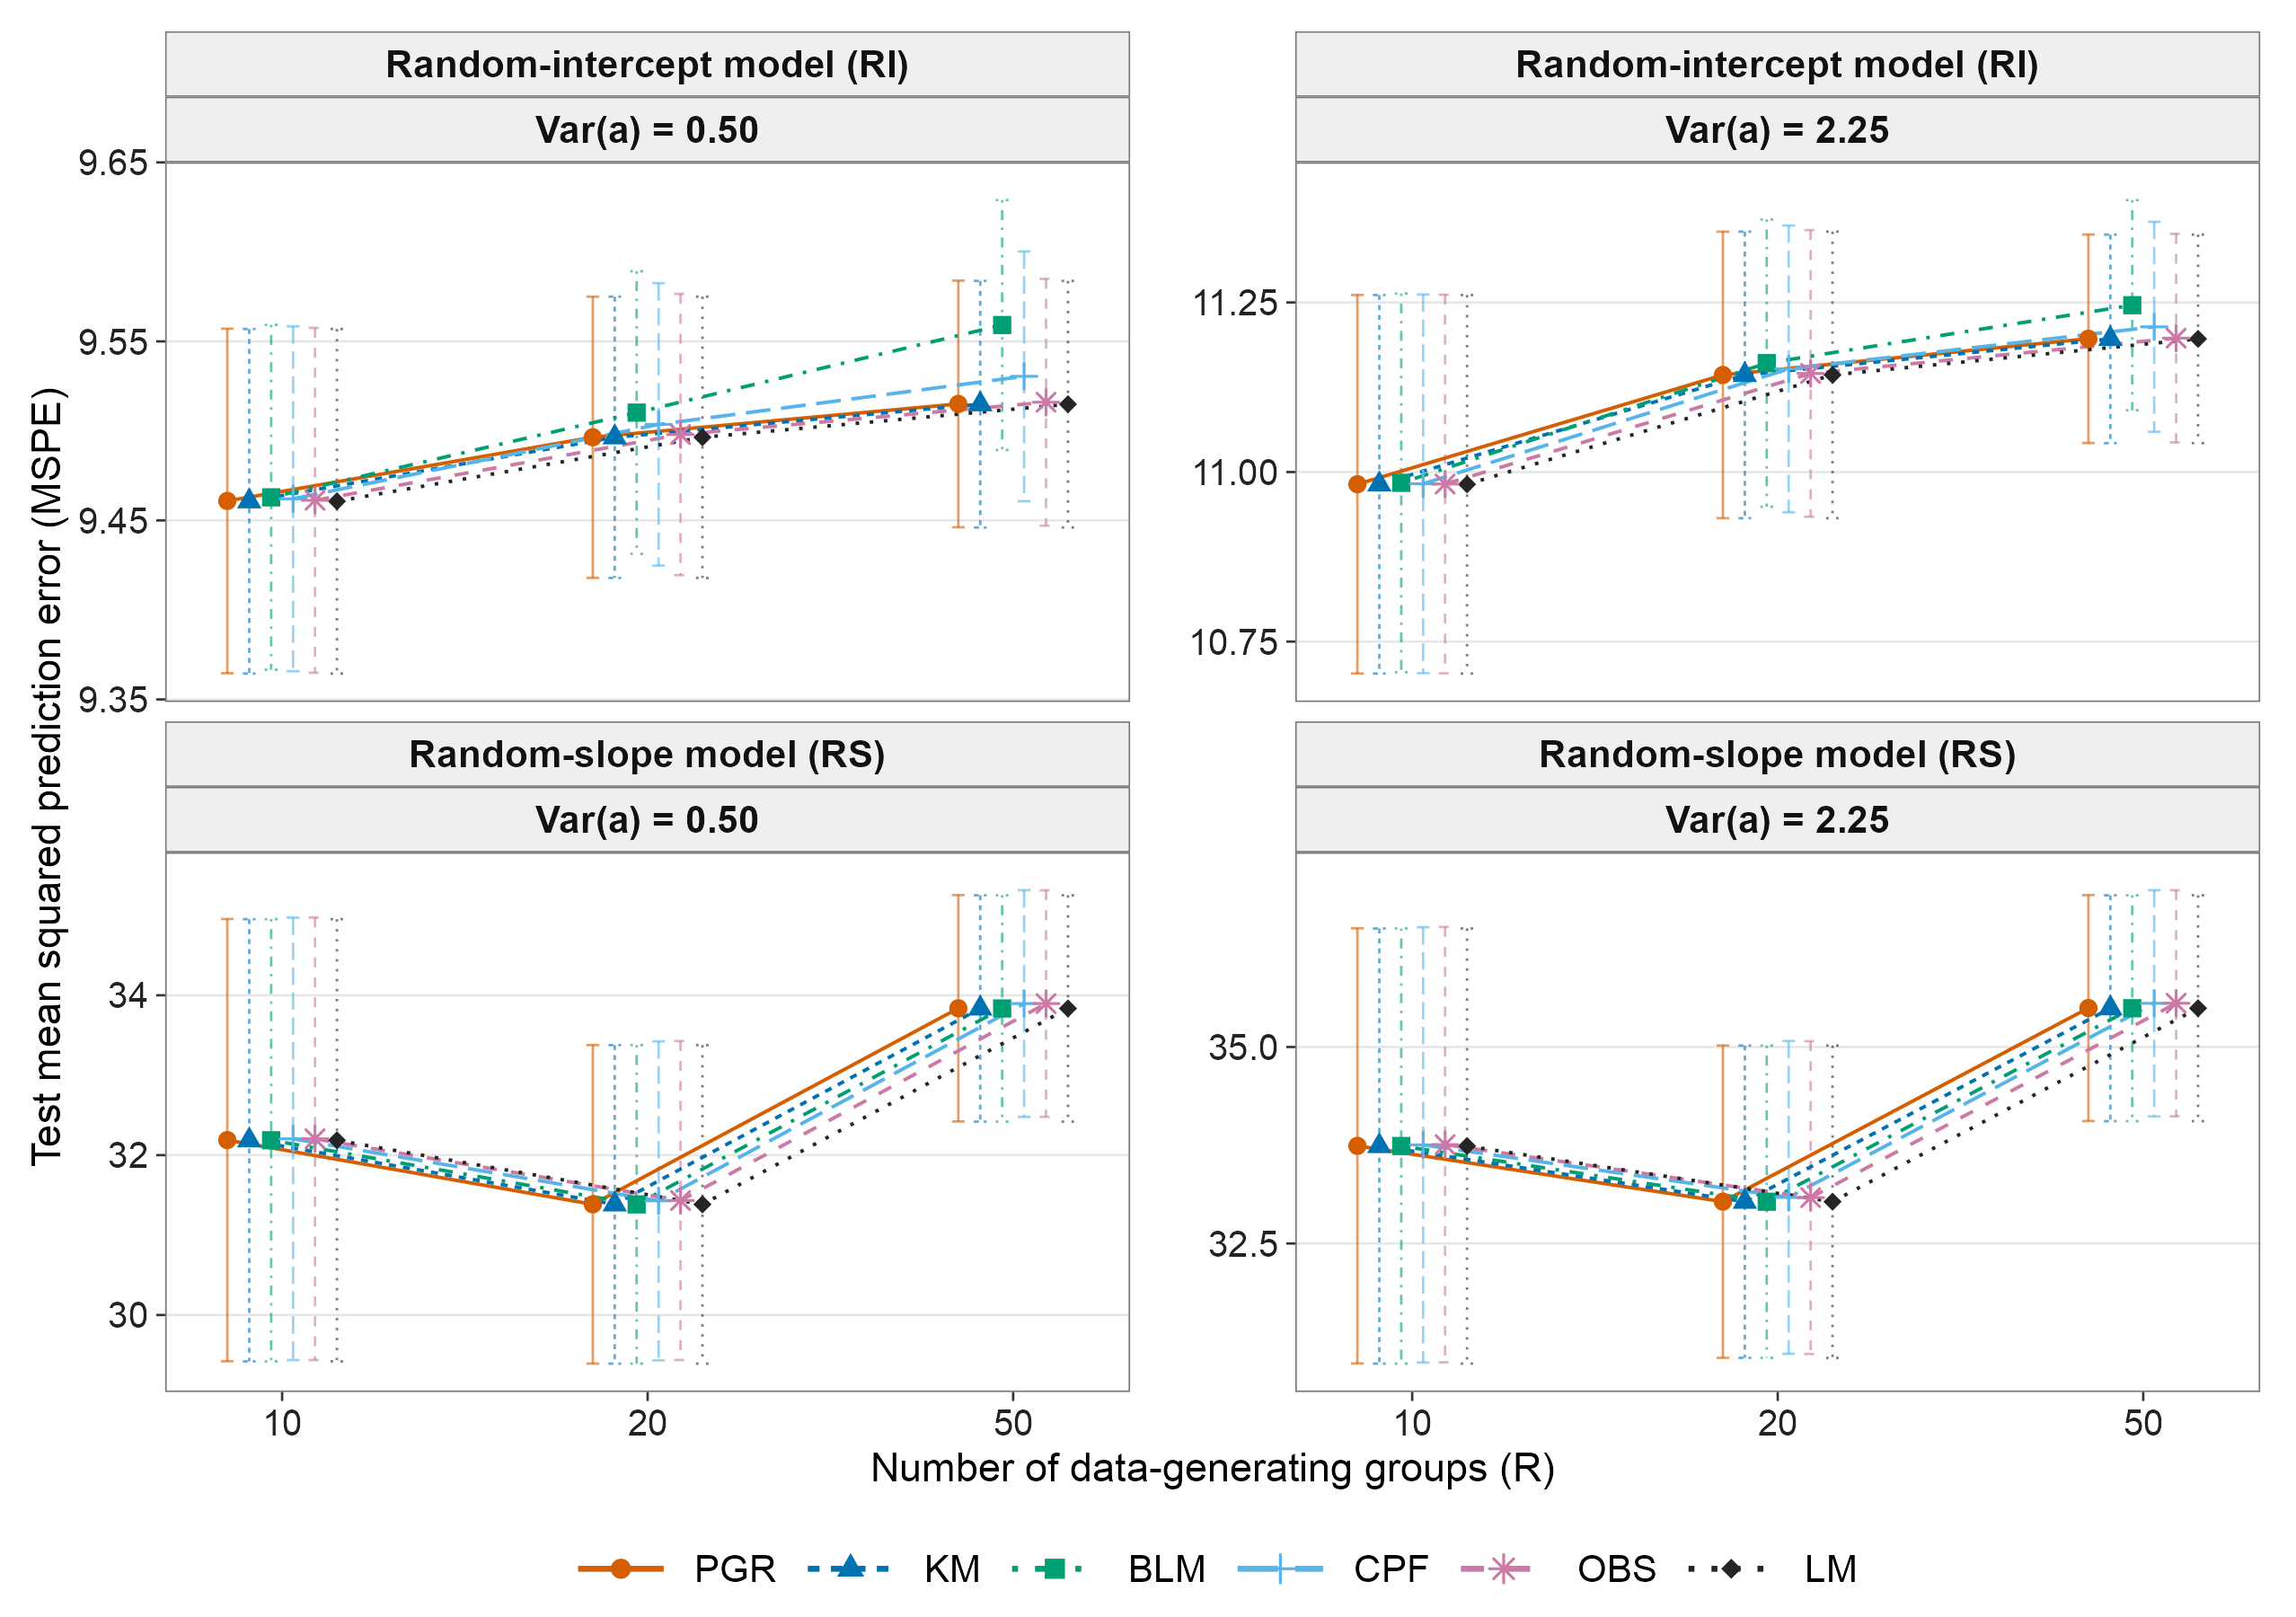 Random-intercept model (RI)
Var(a) = 0.50
Random-intercept model (RI)
Var(a) = 2.25
9.65
9.55
9.45
9.35
11.25
11.00
10.75
Test mean squared prediction error (MSPE)
Random-slope model (RS)
Var(a) = 0.50
Random-slope model (RS)
Var(a) = 2.25
34
32
30
35.0
32.5
10 20 50
10 20 50
Number of data-generating groups (R)
PGR KM BLM CPF OBS LM